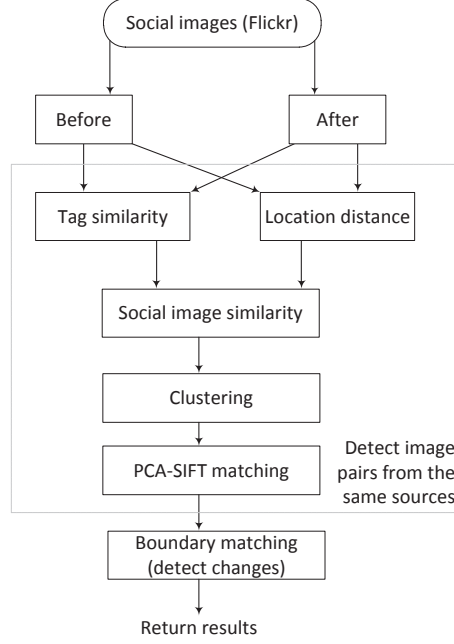 Social images (Flickr)
Before
After
Tag similarity
Location distance
Social image similarity
Clustering
PCA-SIFT matching
Detect image
pairs from the
same sources
Boundary matching
(detect changes)
Return results